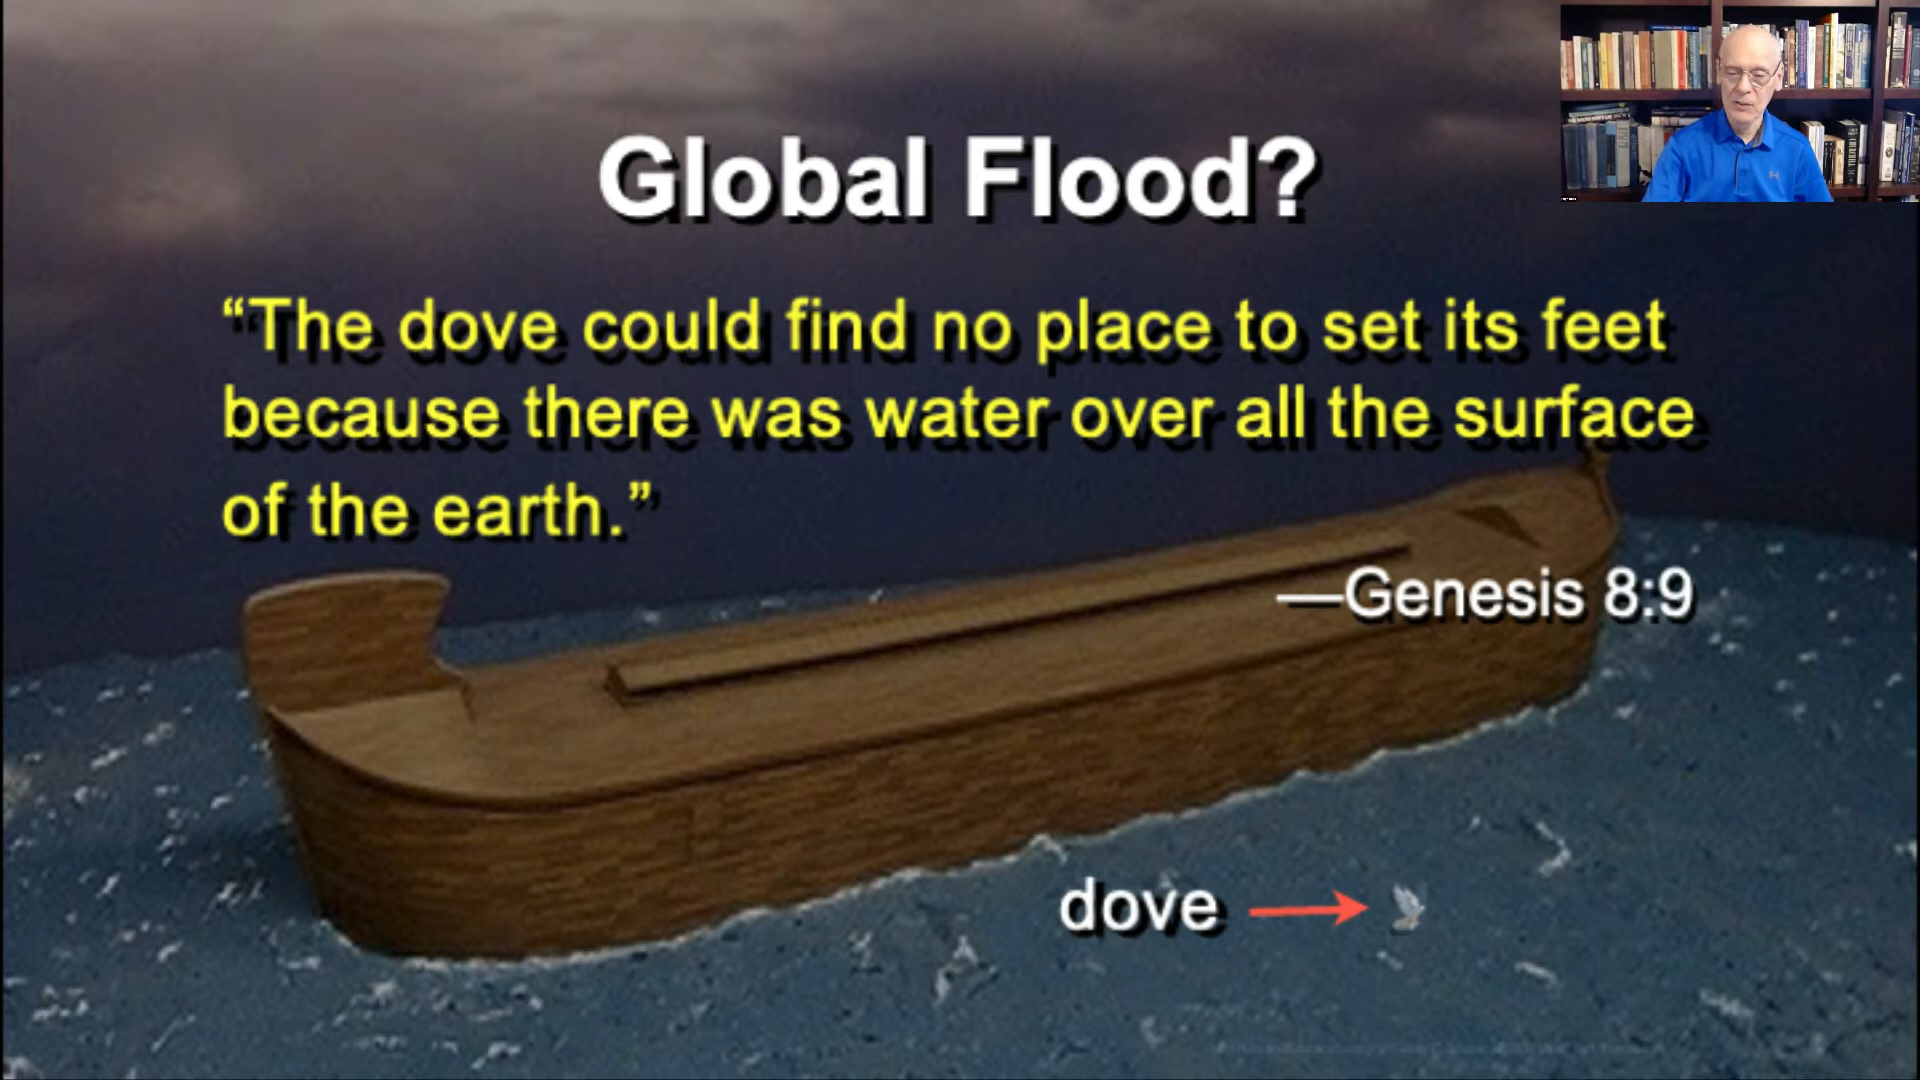 Global Flood?
“The dove could find no place to set its feet
because there was water over all the surface
of the earth.”
—Genesis 8:9
dove